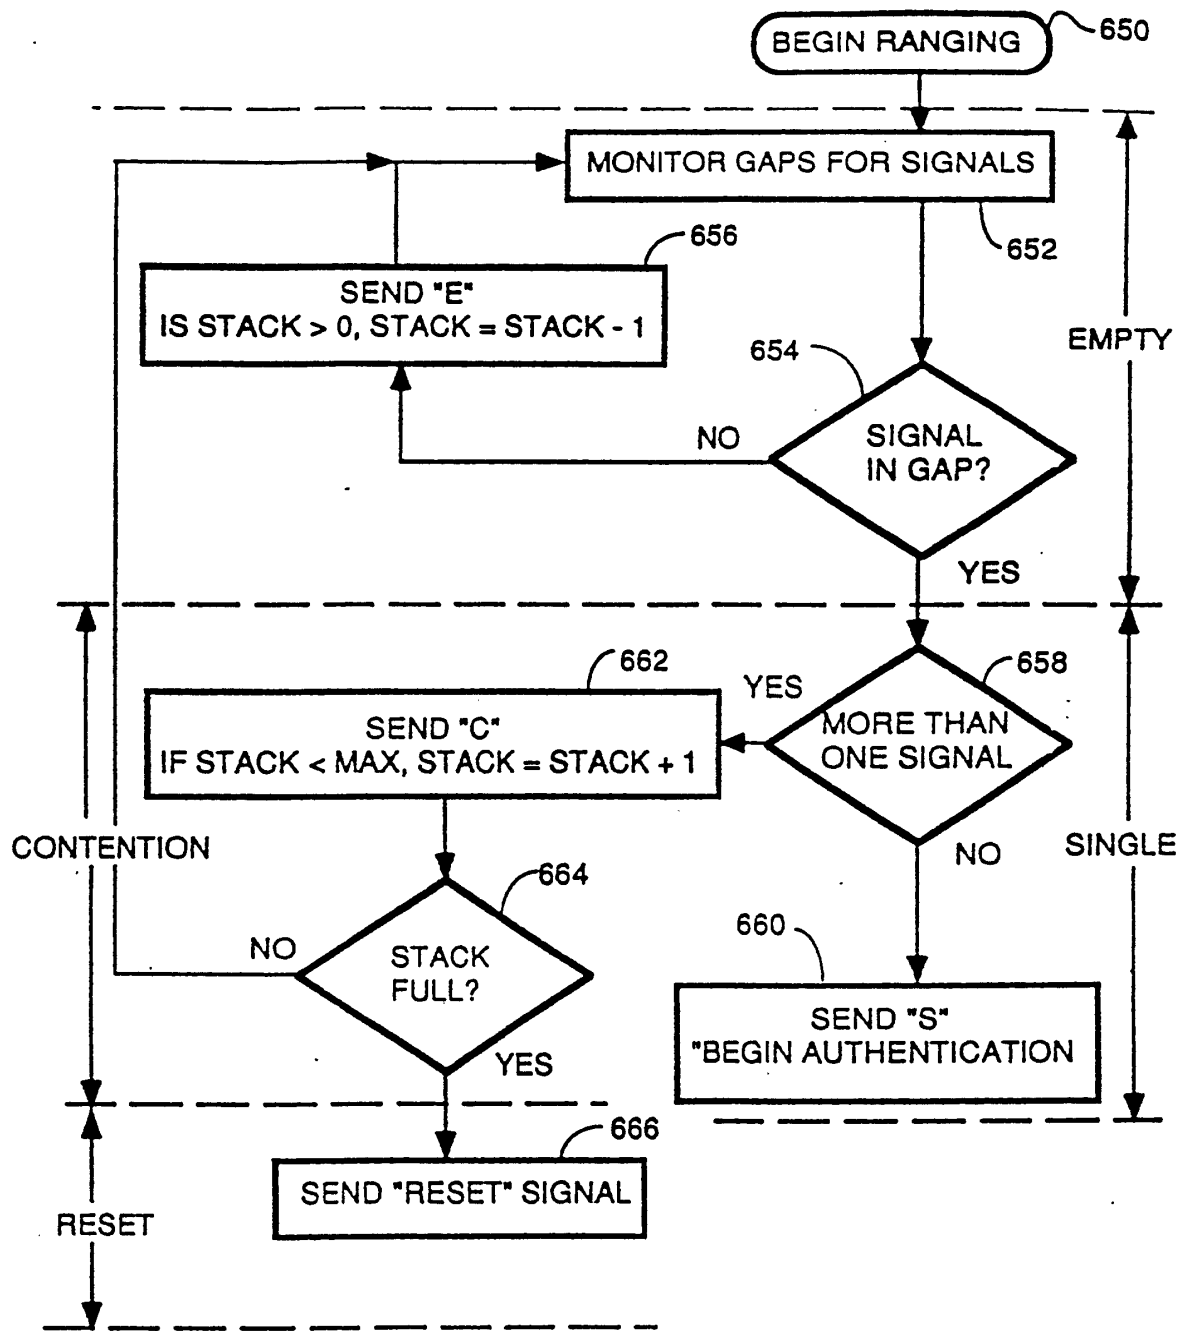 BEGIN RANGING
650
MONITOR GAPS FOR SIGNALS
652
656
SEND "E"
IS STACK > 0, STACK = STACK - 1
EMPTY
654
SIGNAL
IN GAP?
NO
YES
658
662
YES
MORE THAN
ONE SIGNAL
SEND "C"
IF STACK < MAX, STACK = STACK + 1
CONTENTION
NO
SINGLE
664
660
NO
STACK
FULL?
SEND "S"
"BEGIN AUTHENTICATION
YES
666
SEND "RESET" SIGNAL
RESET